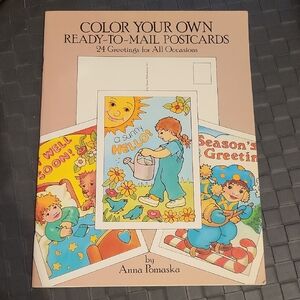 COLOR YOUR OWN
READY-TO-MAIL POSTCARDS
24 Greetings for All Occasions
a Sunny
HELLO!
WELL
SOON!
Season's
Greetin
by
Anna Pomaska